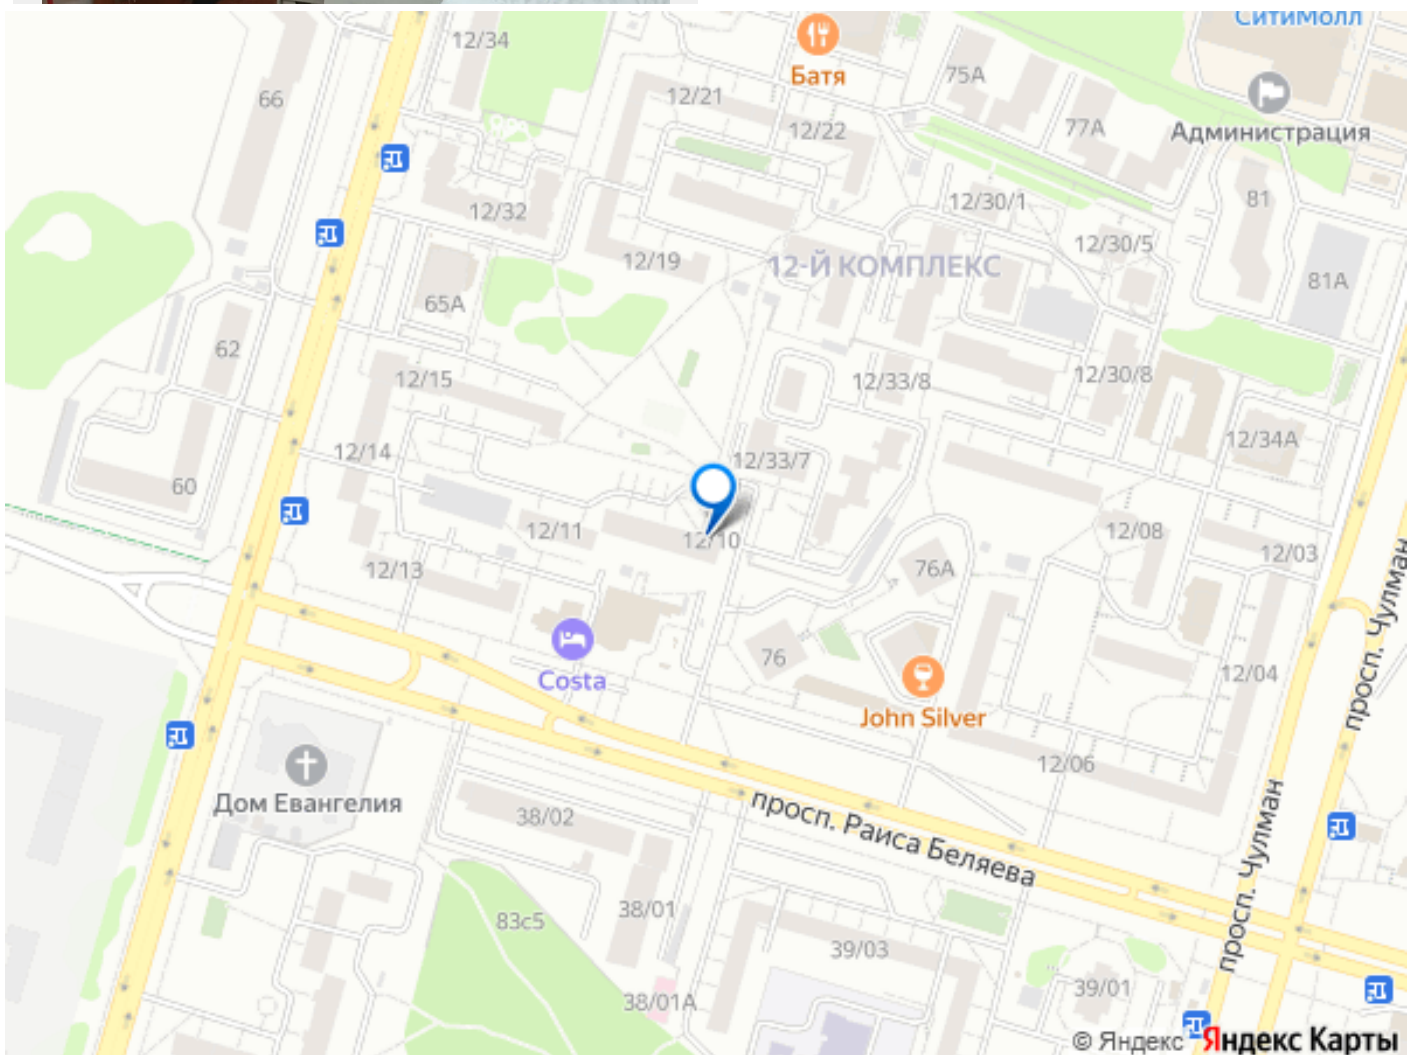 СитиМолл
12/34
Батя
75А
66
12/21
12/22
77А
Администрация
12/32
12/30/1
81
12/30/5
12/19
12-Й КОМПЛЕКС
81А
65А
62
12/15
12/33/8
12/30/8
12/14
12/33/7
12/34А
60
12/11
12/10
12/08
12/03
12/13
76А
76
Costa
12/04
John Silver
просп. Чулман
12/06
Дом Евангелия
38/02
просп. Раиса Беляева
просп. Чулман
83с5
38/01
39/03
38/01А
39/01
© Яндекс Яндекс Карты